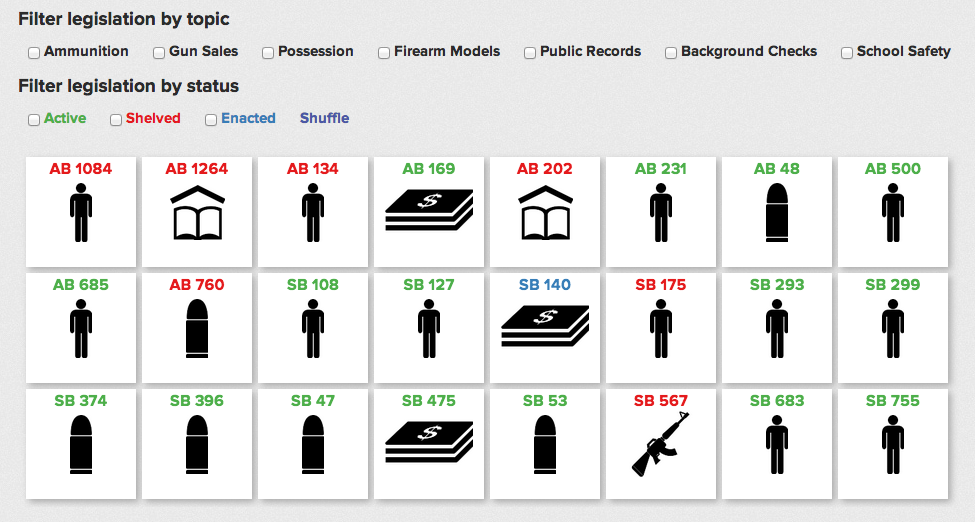 Filter legislation by topic
Ammunition Gun Sales Possession Firearm Models Public Records Background Checks School Safety
Filter legislation by status
Active Shelved Enacted Shuffle
AB 1084 AB 1264 AB 134 AB 169 AB 202 AB 231 AB 48 AB 500
$
AB 685 AB 760 SB 108 SB 127 SB 140 SB 175 SB 293 SB 299
$
SB 374 SB 396 SB 47 SB 475 SB 53 SB 567 SB 683 SB 755
$